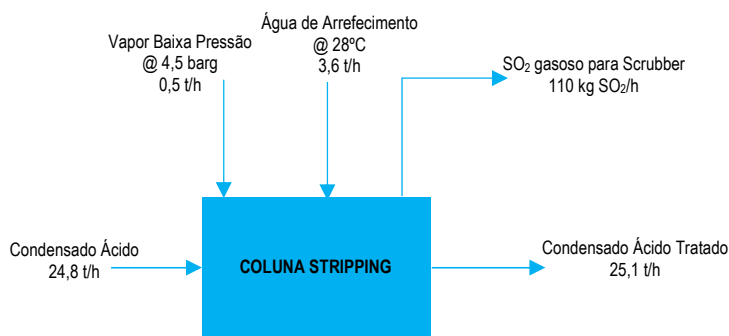 Vapor Baixa Pressão
@ 4,5 barg
0,5 t/h
Água de Arrefecimento
@ 28ºC
3,6 t/h
SO₂ gasoso para Scrubber
110 kg SO₂/h
Condensado Ácido
24,8 t/h
COLUNA STRIPPING
Condensado Ácido Tratado
25,1 t/h